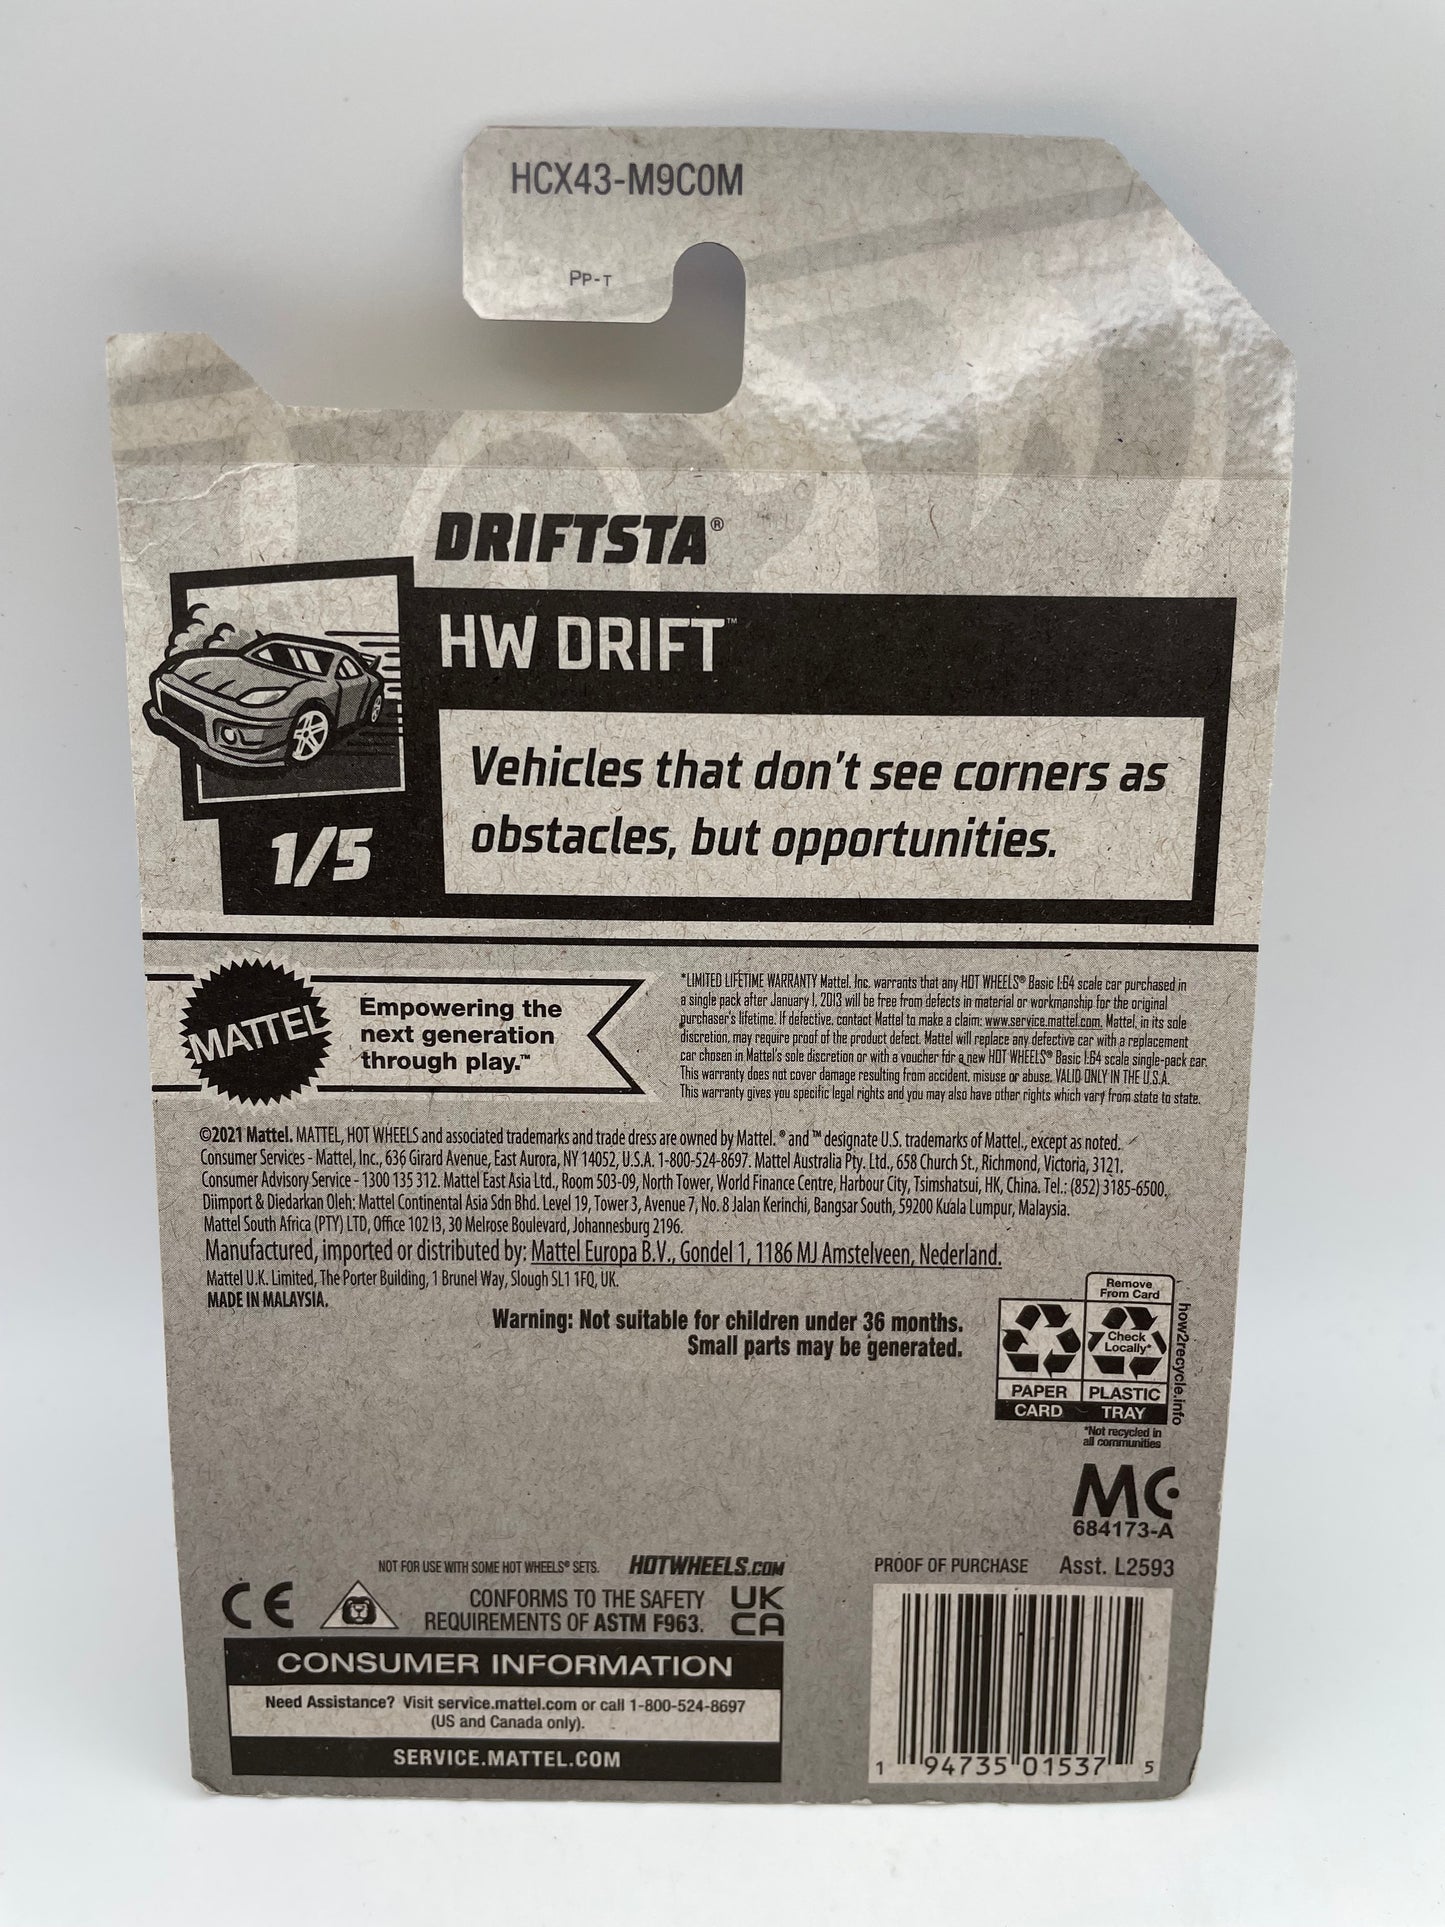 HCX43-M9C0M
PP-T
DRIFTSTA®
HW DRIFT™
Vehicles that don't see corners as
obstacles, but opportunities.
1/5
MATTEL
Empowering the
next generation
through play.™
*LIMITED LIFETIME WARRANTY Mattel, Inc. warrants that any HOT WHEELS® Basic 1:64 scale car purchased in
a single pack after January 1, 2013 will be free from defects in material or workmanship for the original
purchaser's lifetime. If defective, contact Mattel to make a claim: www.service.mattel.com. Mattel, in its sole
discretion, may require proof of the product defect. Mattel will replace any defective car with a replacement
car chosen in Mattel's sole discretion or with a voucher for a new HOT WHEELS® Basic 1:64 scale single-pack car.
This warranty does not cover damage resulting from accident, misuse or abuse. VALID ONLY IN THE U.S.A.
This warranty gives you specific legal rights and you may also have other rights which vary from state to state.
©2021 Mattel. MATTEL, HOT WHEELS and associated trademarks and trade dress are owned by Mattel. ® and ™ designate U.S. trademarks of Mattel., except as noted.
Consumer Services - Mattel, Inc., 636 Girard Avenue, East Aurora, NY 14052, U.S.A. 1-800-524-8697. Mattel Australia Pty. Ltd., 658 Church St., Richmond, Victoria, 3121.
Consumer Advisory Service - 1300 135 312. Mattel East Asia Ltd., Room 503-09, North Tower, World Finance Centre, Harbour City, Tsimshatsui, HK, China. Tel.: (852) 3185-6500.
Diimport & Diedarkan Oleh: Mattel Continental Asia Sdn Bhd. Level 19, Tower 3, Avenue 7, No. 8 Jalan Kerinchi, Bangsar South, 59200 Kuala Lumpur, Malaysia.
Mattel South Africa (PTY) LTD, Office 102 I3, 30 Melrose Boulevard, Johannesburg 2196.
Manufactured, imported or distributed by: Mattel Europa B.V., Gondel 1, 1186 MJ Amstelveen, Nederland.
Mattel U.K. Limited, The Porter Building, 1 Brunel Way, Slough SL1 1FQ, UK.
MADE IN MALAYSIA.
Warning: Not suitable for children under 36 months.
Small parts may be generated.
Remove
From Card
Check
Locally*
PAPER
PLASTIC
CARD
TRAY
how2recycle.info
*Not recycled in
all communities
MC
684173-A
NOT FOR USE WITH SOME HOT WHEELS® SETS.
HOTWHEELS.COM
PROOF OF PURCHASE
Asst. L2593
CE
CONFORMS TO THE SAFETY
REQUIREMENTS OF ASTM F963.
UK
CA
CONSUMER INFORMATION
Need Assistance? Visit service.mattel.com or call 1-800-524-8697
(US and Canada only).
SERVICE.MATTEL.COM
1 94735 01537 5